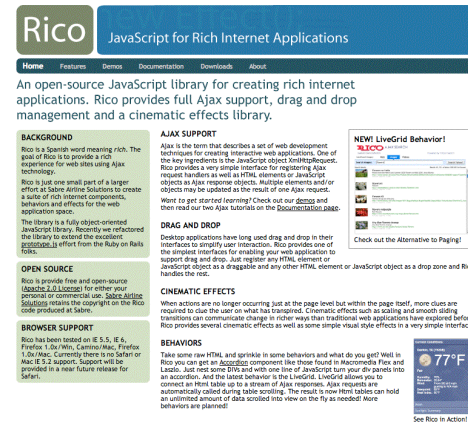 new Effect();
Rico
JavaScript for Rich Internet Applications
Home Features Demos Documentation Downloads About
An open-source JavaScript library for creating rich internet
applications. Rico provides full Ajax support, drag and drop
management and a cinematic effects library.
BACKGROUND
Rico is a Spanish word meaning rich. The
goal of Rico is to provide a rich
experience for web sites using Ajax
technology.
Rico is just one small part of a larger
effort at Sabre Airline Solutions to create
a suite of rich internet components,
behaviors and effects for the web
application space.
The library is a fully object-oriented
JavaScript library. Recently we refactored
the library to extend the excellent
prototype.js effort from the Ruby on Rails
folks.
OPEN SOURCE
Rico is provide free and open-source
(Apache 2.0 License) for either your
personal or commercial use. Sabre Airline
Solutions retains the copyright on the Rico
code produced at Sabre.
BROWSER SUPPORT
Rico has been tested on IE 5.5, IE 6,
Firefox 1.0x/Win, Camino/Mac, Firefox
1.0x/Mac. Currently there is no Safari or
Mac IE 5.2 support. Support will be
provided in a near future release for
Safari.
AJAX SUPPORT
Ajax is the term that describes a set of web development
techniques for creating interactive web applications. One of
the key ingredients is the JavaScript object XmlHttpRequest.
Rico provides a very simple interface for registering Ajax
request handlers as well as HTML elements or JavaScript
objects as Ajax response objects. Multiple elements and/or
objects may be updated as the result of one Ajax request.
Want to get started learning? Check out our demos and
then read our two Ajax tutorials on the Documentation page.
NEW! LiveGrid Behavior!
RICO
Check out the Alternative to Paging!
DRAG AND DROP
Desktop applications have long used drag and drop in their
interfaces to simplify user interaction. Rico provides one of
the simplest interfaces for enabling your web application to
support drag and drop. Just register any HTML element or
JavaScript object as a draggable and any other HTML element or JavaScript object as a drop zone and Ric
handles the rest.
CINEMATIC EFFECTS
When actions are no longer occurring just at the page level but within the page itself, more clues are
required to clue the user on what has transpired. Cinematic effects such as scaling and smooth sliding
transitions can communicate change in richer ways than traditional web applications have explored before
Rico provides several cinematic effects as well as some simple visual style effects in a very simple interfac
BEHAVIORS
Take some raw HTML and sprinkle in some behaviors and what do you get? Well in
Rico you can get an Accordion component like those found in Macromedia Flex and
Laszlo. Just nest some DIVs and with one line of JavaScript turn your div panels into
an accordion. And the latest behavior is the LiveGrid. LiveGrid allows you to
connect an Html table up to a stream of Ajax responses. Ajax requests are
automatically called during table scrolling. The result is now Html tables can hold
an unlimited amount of data scrolled into view on the fly as needed! More
behaviors are planned!
77°F
See Rico in Action!